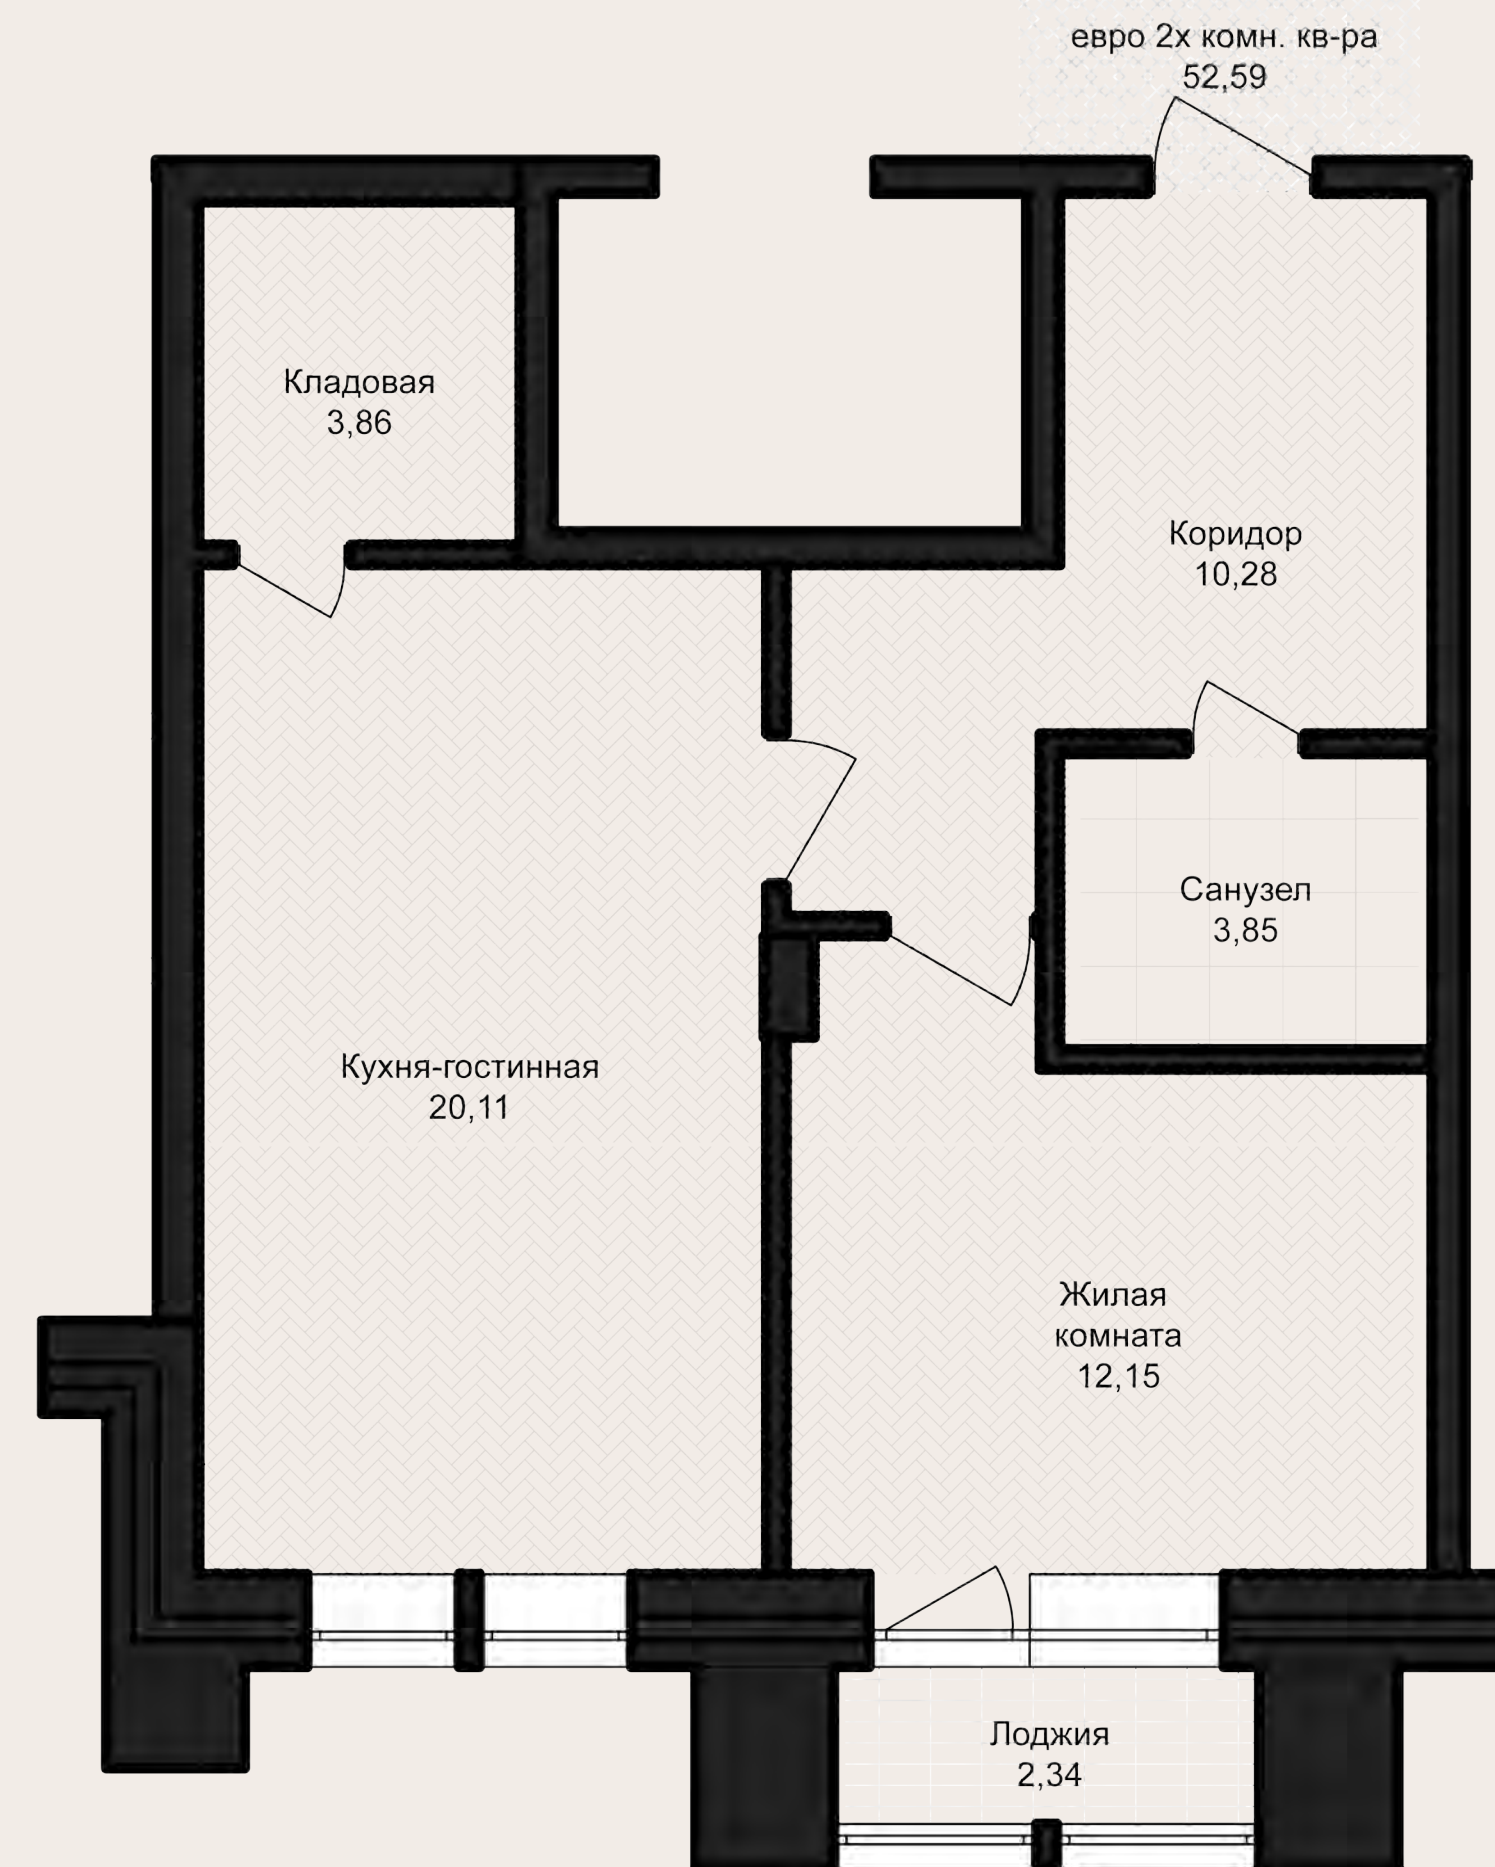 евро 2х комн. кв-ра
52,59
Кладовая
3,86
Коридор
10,28
Санузел
3,85
Кухня-гостинная
20,11
Жилая
комната
12,15
Лоджия
2,34